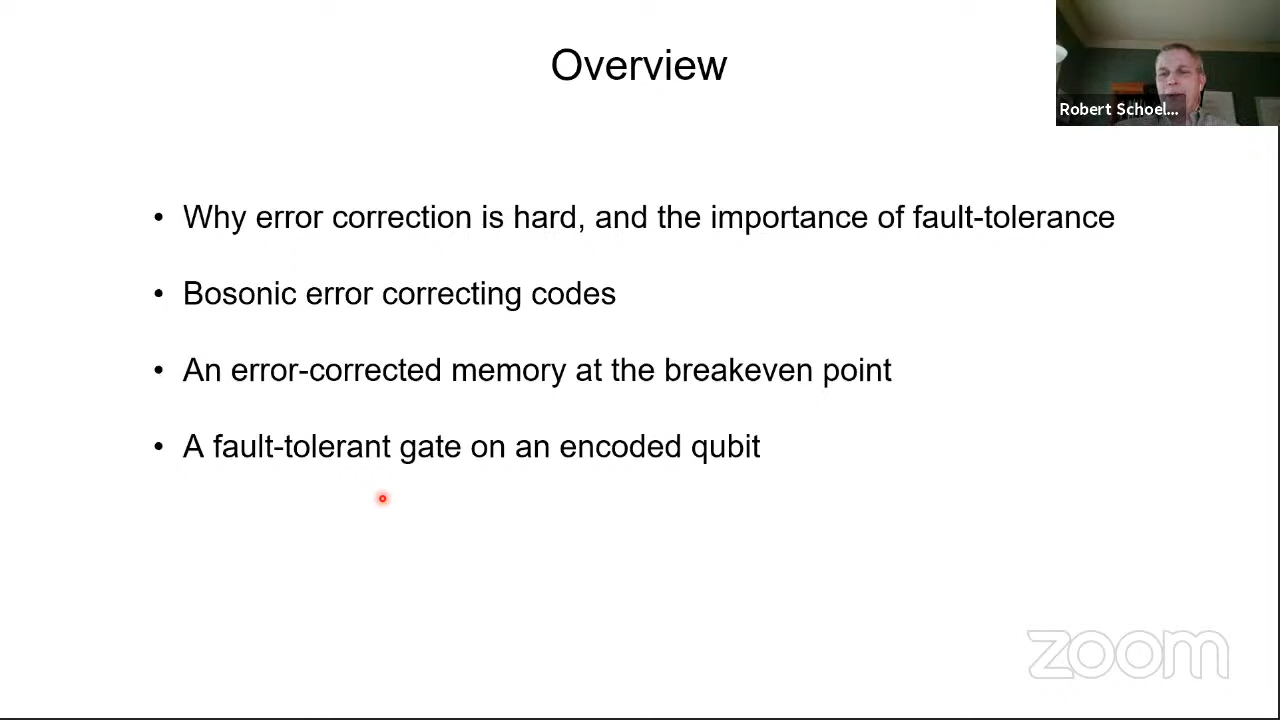 Overview
Robert Schoel...
• Why error correction is hard, and the importance of fault-tolerance
• Bosonic error correcting codes
• An error-corrected memory at the breakeven point
• A fault-tolerant gate on an encoded qubit
zoom